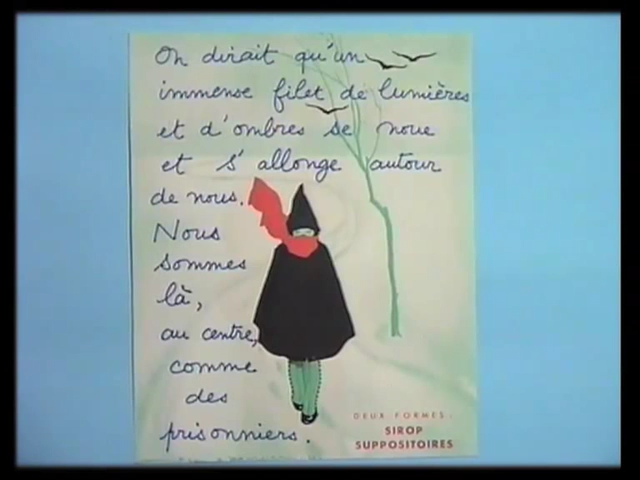 On dirait qu'un
immense filet de lumières
et d'ombres se noue
et s'allonge autour
de nous.
Nous
sommes
là,
au centre,
comme
des
prisonniers.
DEUX FORMES :
SIROP
SUPPOSITOIRES